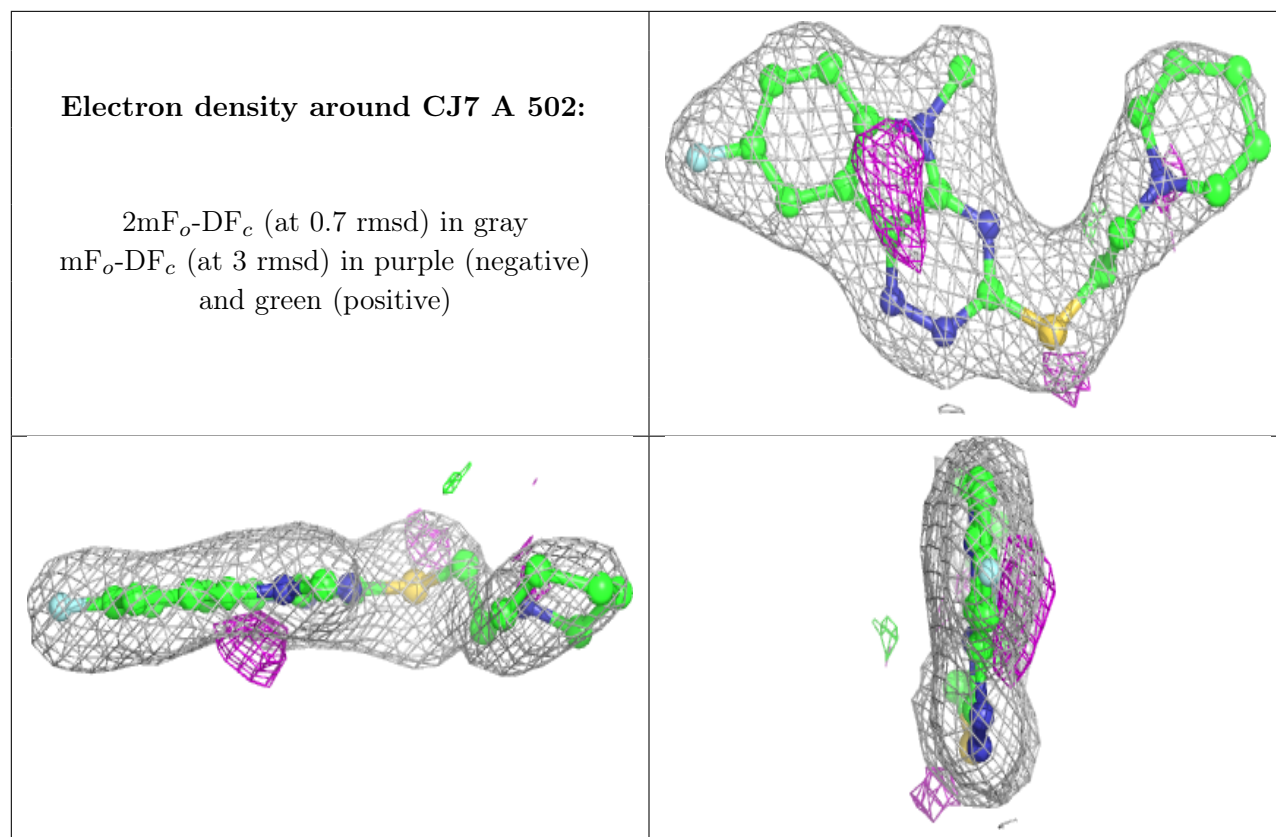 Electron density around CJ7 A 502:
2mFo-DFc (at 0.7 rmsd) in gray
mFo-DFc (at 3 rmsd) in purple (negative)
and green (positive)